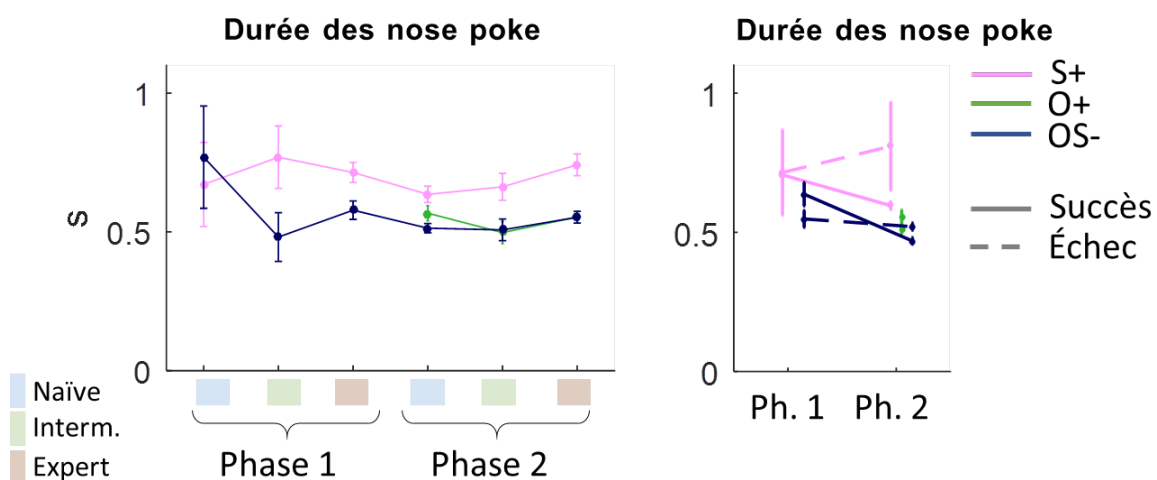 Durée des nose poke
1
0.5
0
s
Naïve
Interm.
Expert
Phase 1
Phase 2
Durée des nose poke
1
0.5
0
Ph. 1
Ph. 2
S+
O+
OS-
Succès
Échec